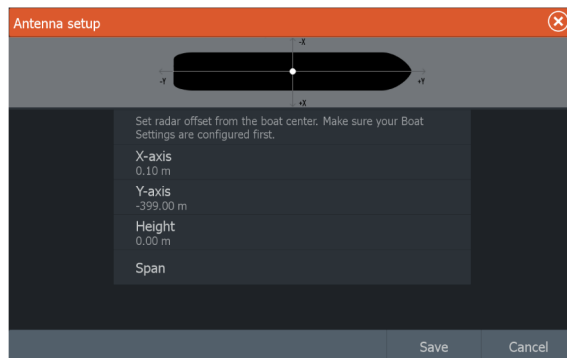 Antenna setup
-X
-Y
+Y
+X
Set radar offset from the boat center. Make sure your Boat
Settings are configured first.
X-axis
0.10 m
Y-axis
-399.00 m
Height
0.00 m
Span
Save
Cancel